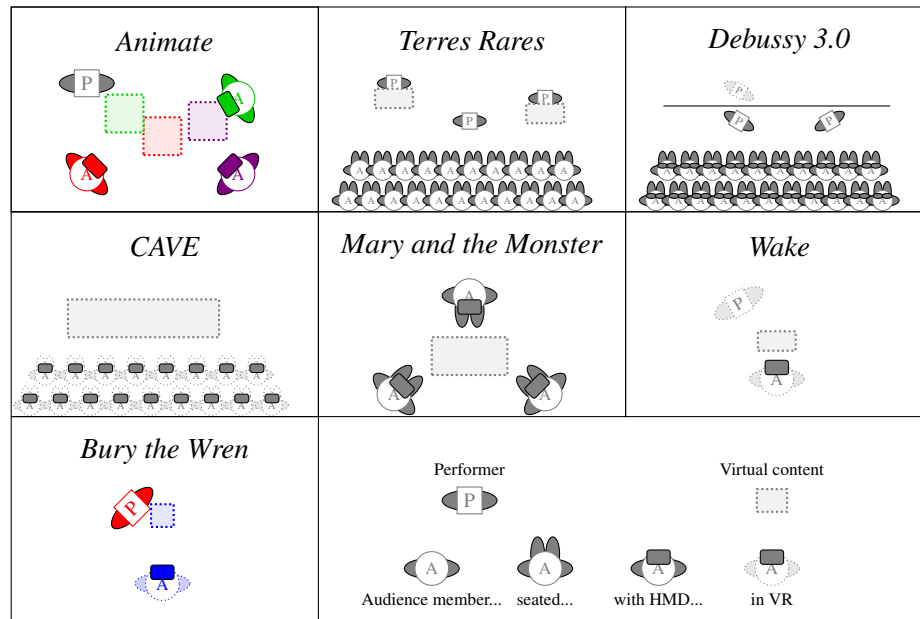 Animate
P
A
A
A
Terres Rares
P
P
P
A A A A A A A A A A
A A A A A A A A A A A
Debussy 3.0
P
P
P
A A A A A A A A A A
A A A A A A A A A A A
CAVE
A A A A A A A A
A A A A A A A A A
Mary and the Monster
A
A
A
Wake
P
A
Bury the Wren
P
A
Performer
P
Virtual content
A
A
A
A
Audience member...
seated...
with HMD...
in VR